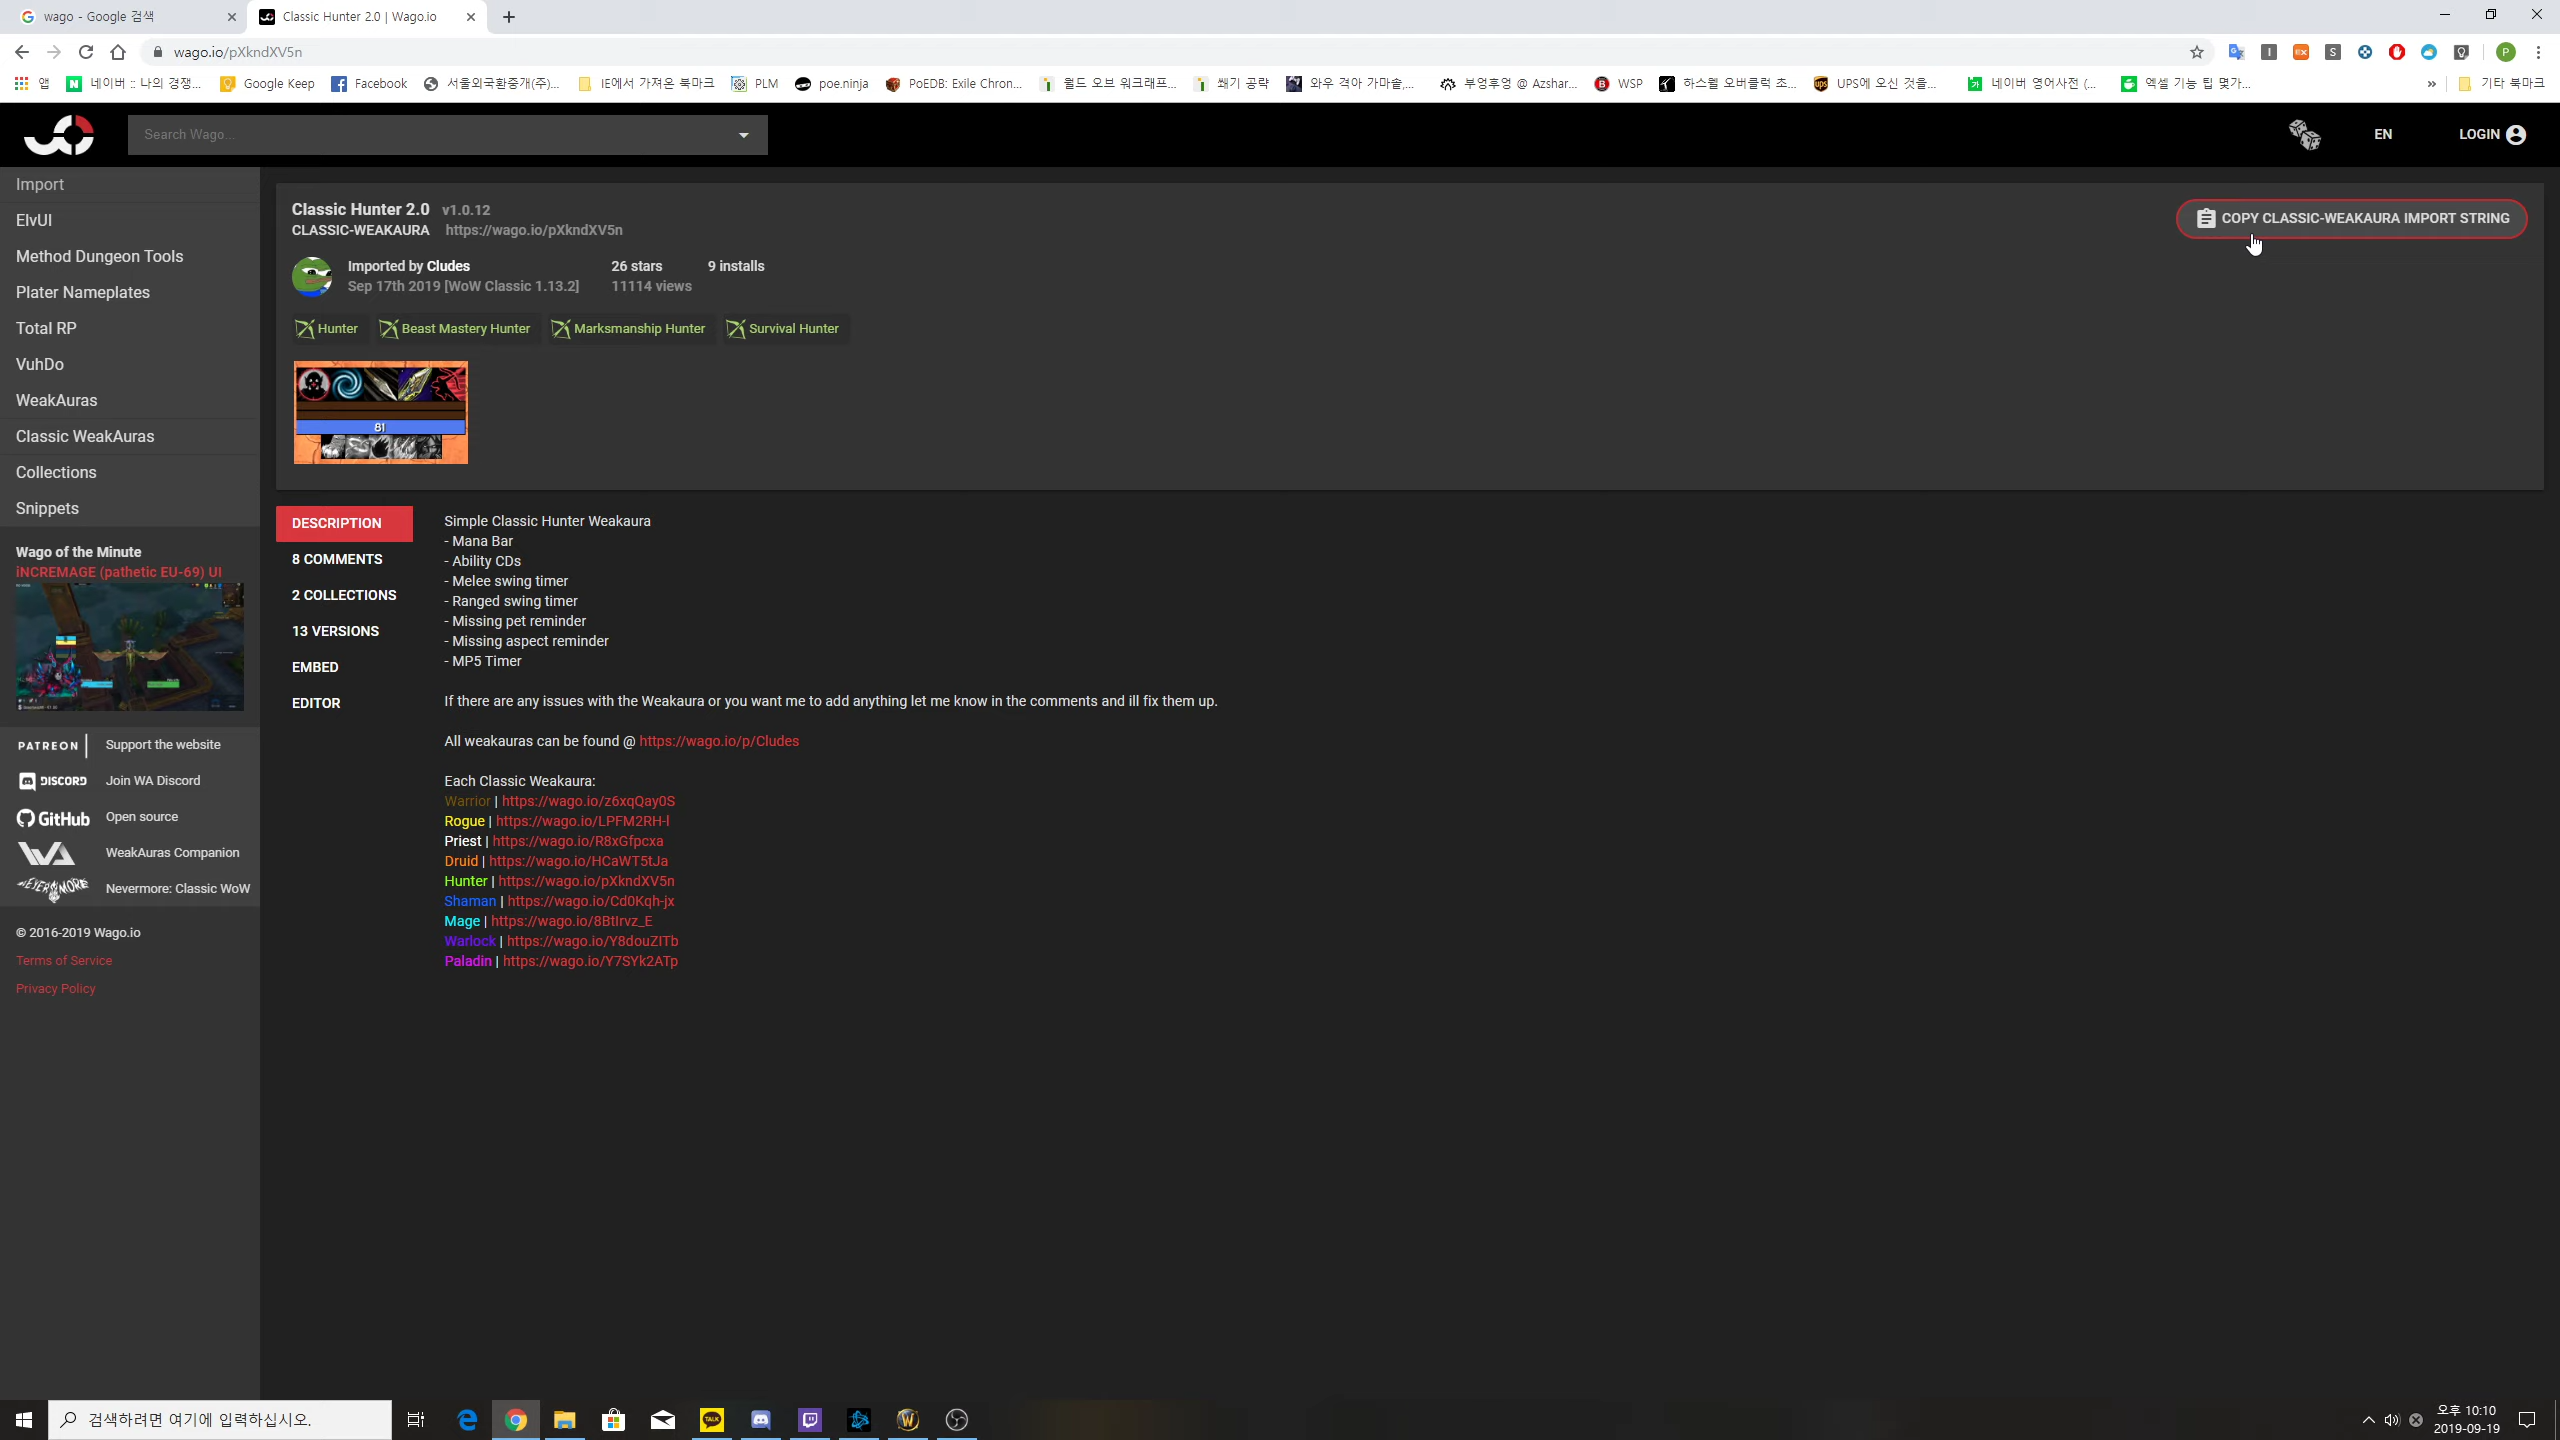 wago - Google 검색
Classic Hunter 2.0 | Wago.io
wago.io/pXkndXV5n
앱
네이버 :: 나의 경쟁...
Google Keep
Facebook
서울외국환중개(주)...
IE에서 가져온 북마크
PLM
poe.ninja
PoEDB: Exile Chron...
월드 오브 워크래프...
쐐기 공략
와우 격아 가마솥,...
부엉후엉 @ Azshar...
WSP
하스웰 오버클럭 초...
UPS에 오신 것을...
네이버 영어사전 (...
엑셀 기능 팁 몇가...
»
기타 북마크
Search Wago...
EN
LOGIN
Import
ElvUI
Method Dungeon Tools
Plater Nameplates
Total RP
VuhDo
WeakAuras
Classic WeakAuras
Collections
Snippets
Wago of the Minute
iNCREMAGE (pathetic EU-69) UI
PATREON Support the website
DISCORD Join WA Discord
GitHub Open source
WA WeakAuras Companion
NEVERMORE Nevermore: Classic WoW
© 2016-2019 Wago.io
Terms of Service
Privacy Policy
Classic Hunter 2.0 v1.0.12
CLASSIC-WEAKAURA https://wago.io/pXkndXV5n
COPY CLASSIC-WEAKAURA IMPORT STRING
Imported by Cludes 26 stars 9 installs
Sep 17th 2019 [WoW Classic 1.13.2] 11114 views
Hunter Beast Mastery Hunter Marksmanship Hunter Survival Hunter
81
DESCRIPTION
8 COMMENTS
2 COLLECTIONS
13 VERSIONS
EMBED
EDITOR
Simple Classic Hunter Weakaura
- Mana Bar
- Ability CDs
- Melee swing timer
- Ranged swing timer
- Missing pet reminder
- Missing aspect reminder
- MP5 Timer
If there are any issues with the Weakaura or you want me to add anything let me know in the comments and ill fix them up.
All weakauras can be found @ https://wago.io/p/Cludes
Each Classic Weakaura:
Warrior | https://wago.io/z6xqQay0S
Rogue | https://wago.io/LPFM2RH-l
Priest | https://wago.io/R8xGfpcxa
Druid | https://wago.io/HCaWT5tJa
Hunter | https://wago.io/pXkndXV5n
Shaman | https://wago.io/Cd0Kqh-jx
Mage | https://wago.io/8BtIrvz_E
Warlock | https://wago.io/Y8douZITb
Paladin | https://wago.io/Y7SYk2ATp
검색하려면 여기에 입력하십시오.
TALK
오후 10:10
2019-09-19